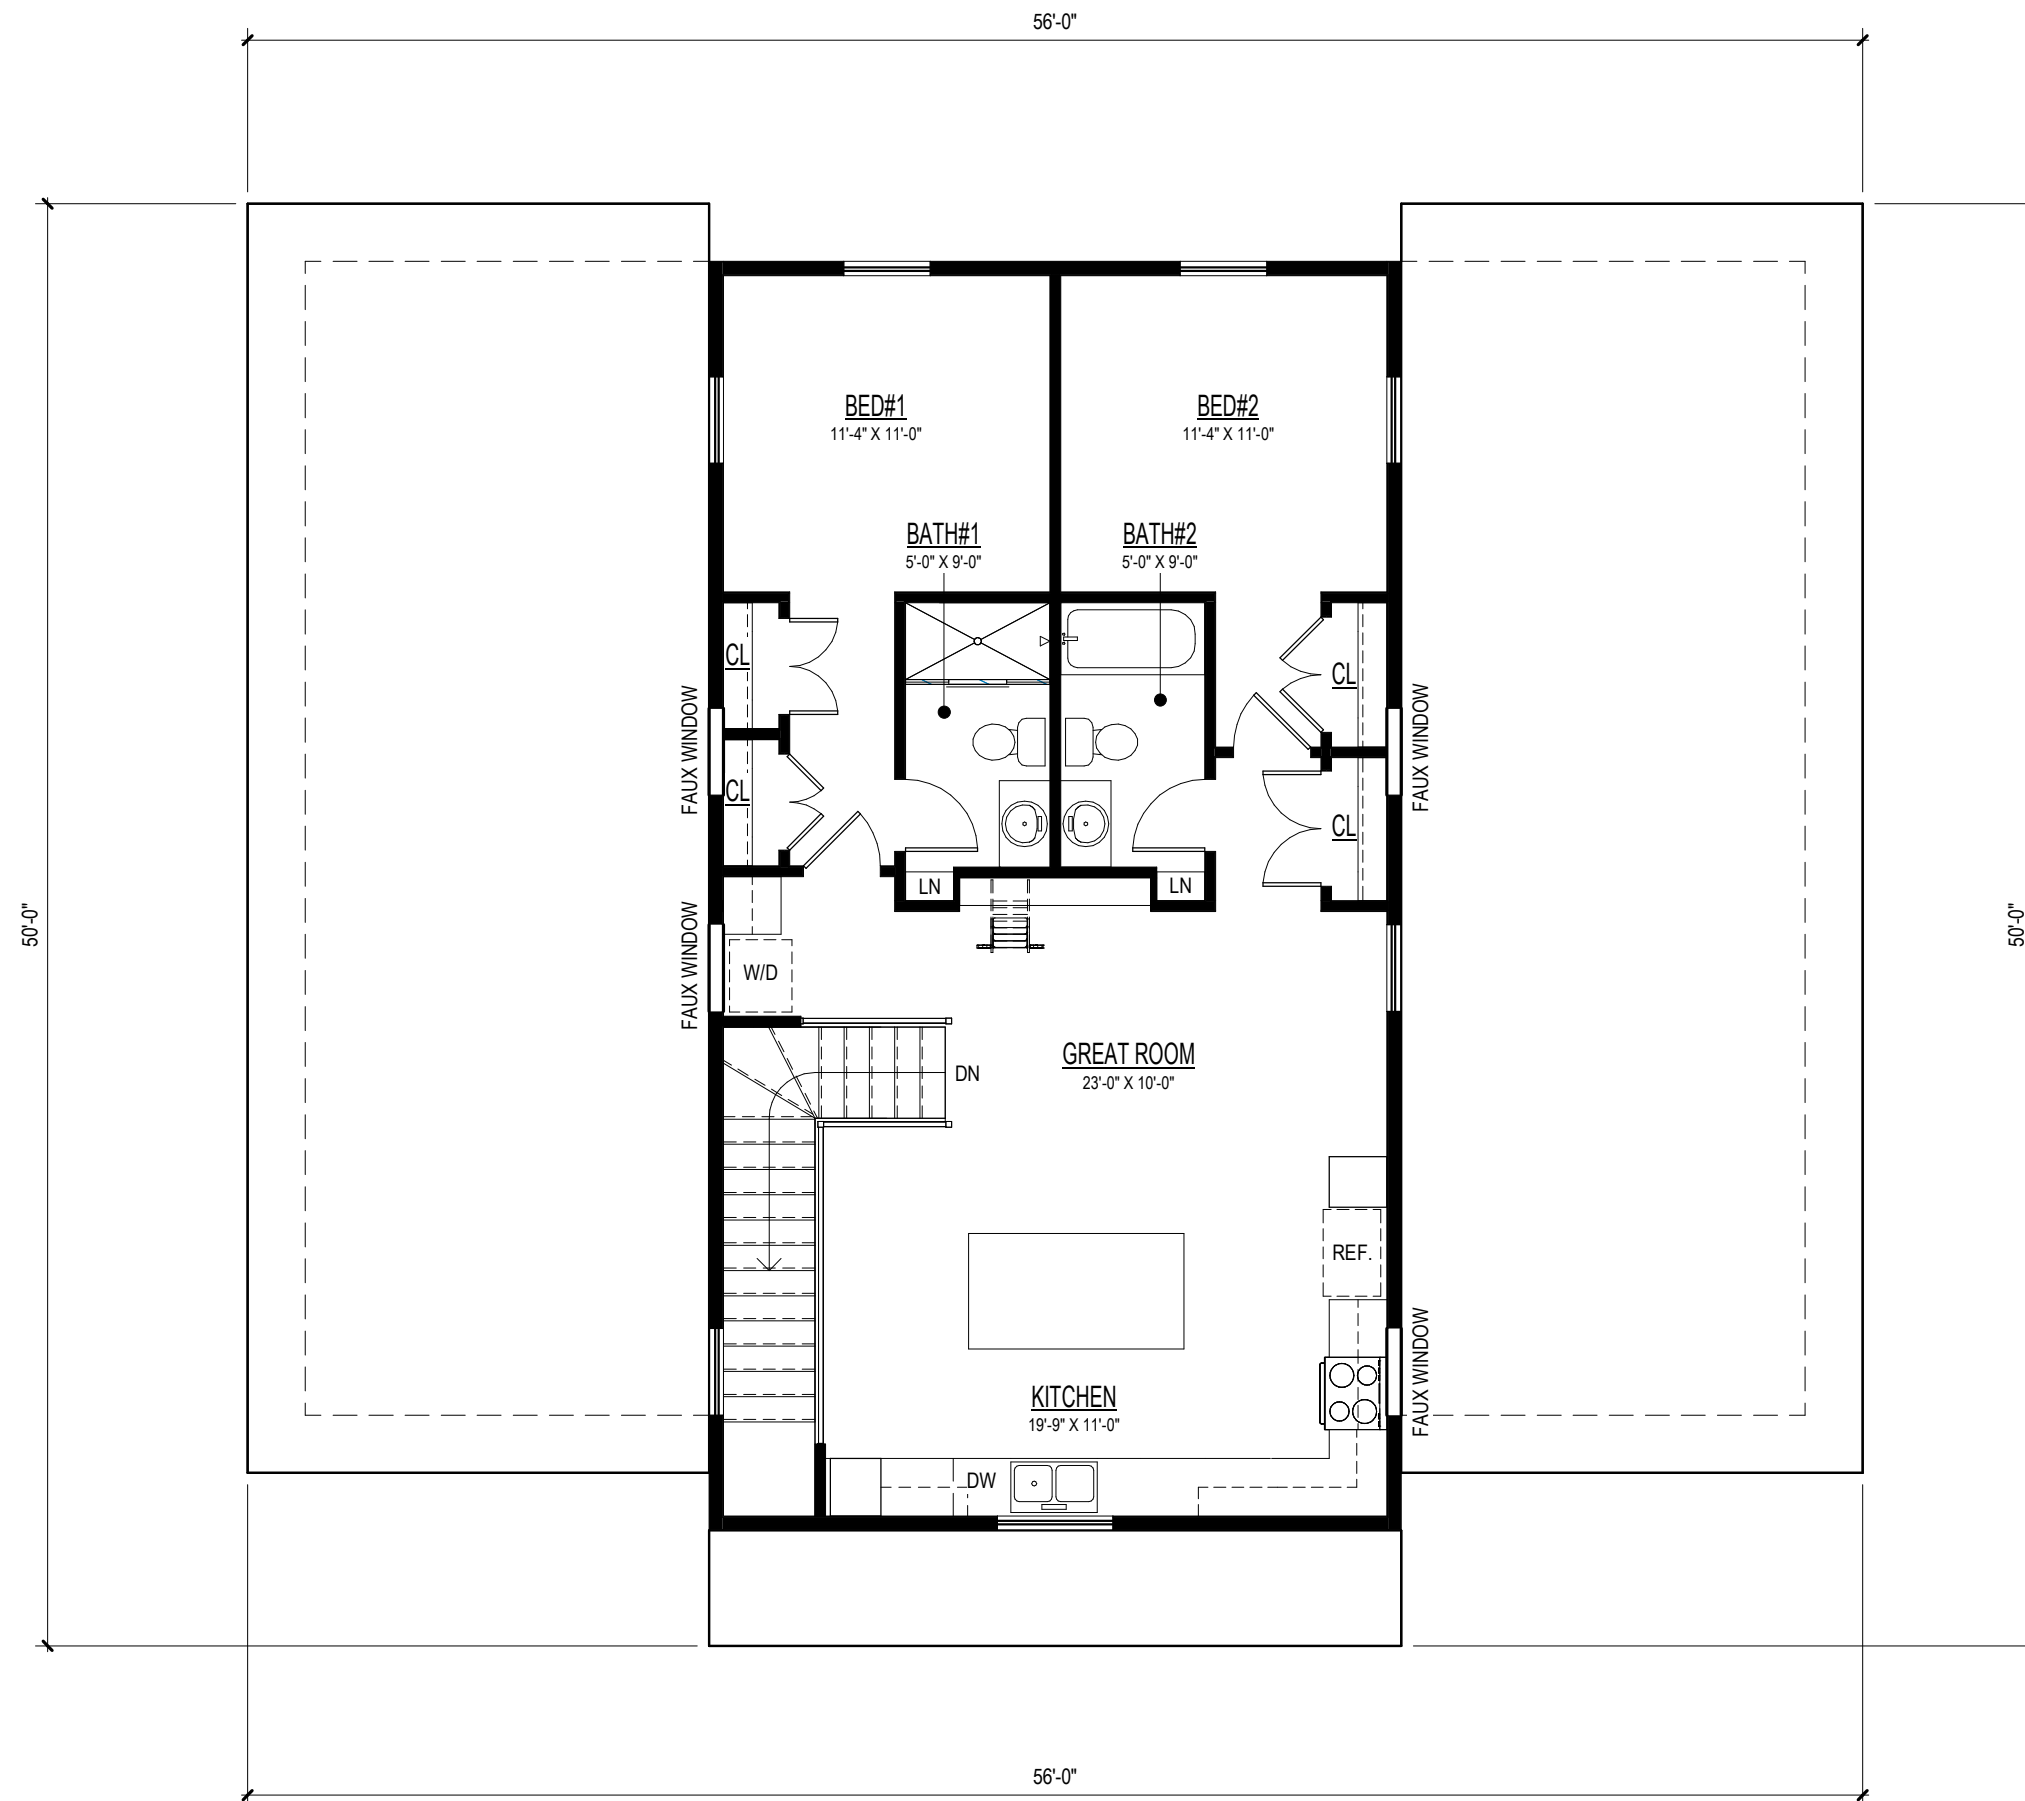 56'-0"
BED#1
11'-4" X 11'-0"
BED#2
11'-4" X 11'-0"
BATH#1
5'-0" X 9'-0"
BATH#2
5'-0" X 9'-0"
CL
CL
FAUX WINDOW
FAUX WINDOW
CL
CL
LN
LN
50'-0"
50'-0"
FAUX WINDOW
W/D
GREAT ROOM
23'-0" X 10'-0"
DN
REF.
FAUX WINDOW
KITCHEN
19'-9" X 11'-0"
DW
56'-0"